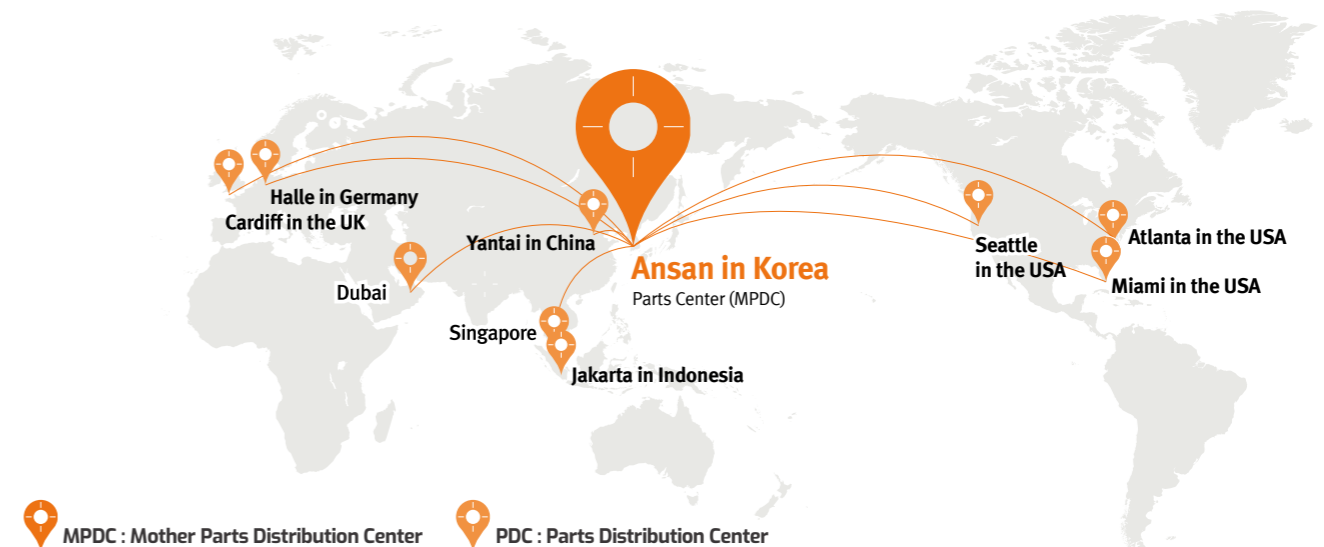 Halle in Germany
Cardiff in the UK
Yantai in China
Dubai
Ansan in Korea
Parts Center (MPDC)
Singapore
Jakarta in Indonesia
Seattle
in the USA
Atlanta in the USA
Miami in the USA
MPDC : Mother Parts Distribution Center
PDC : Parts Distribution Center